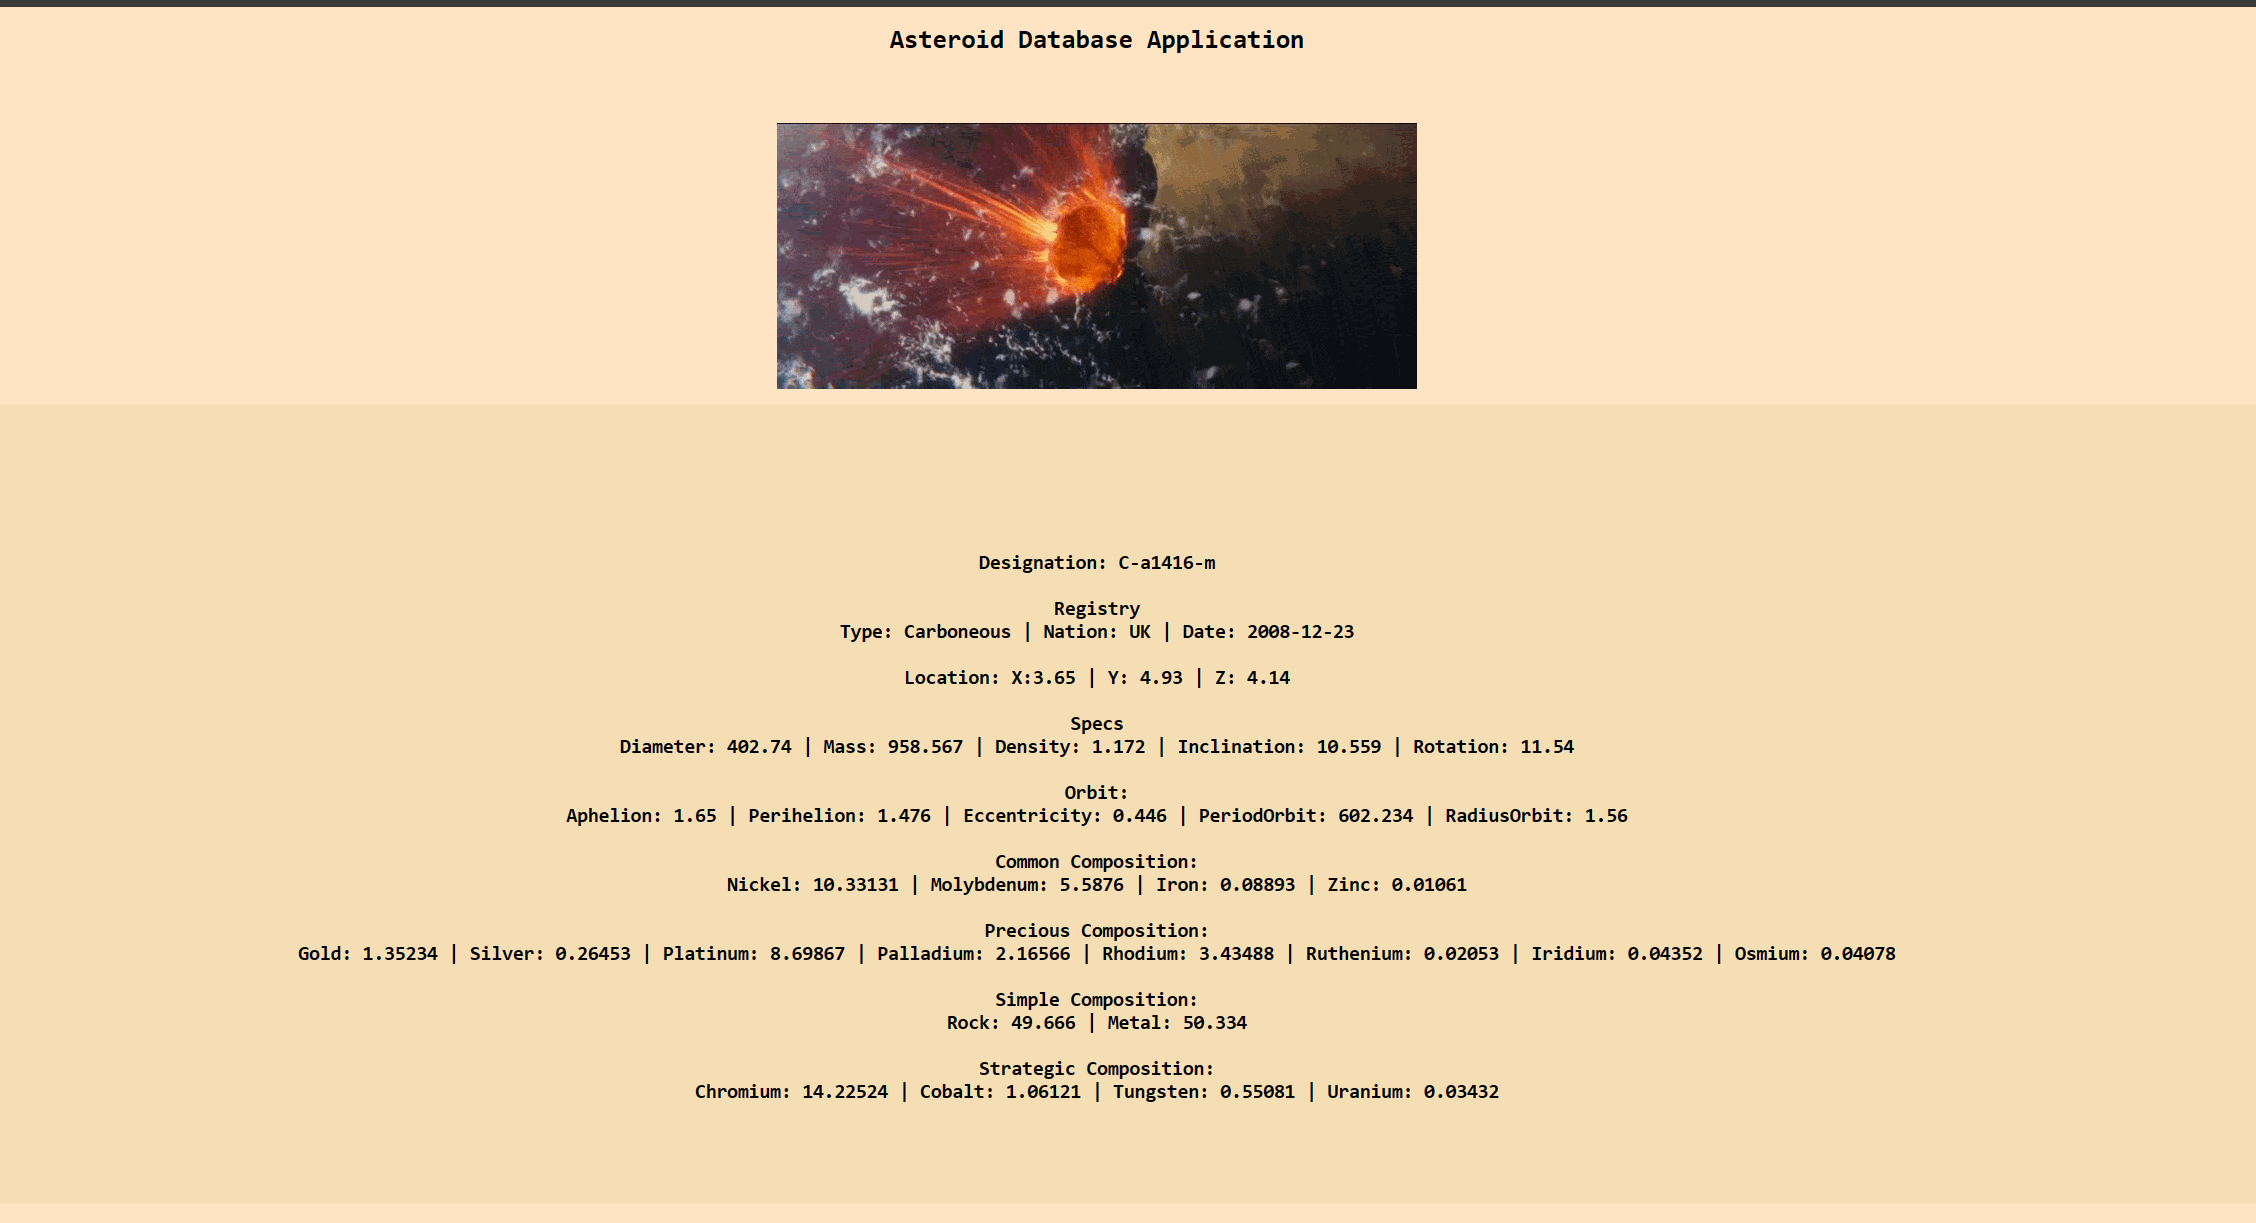 Asteroid Database Application
Designation: C-a1416-m
Registry
Type: Carboneous | Nation: UK | Date: 2008-12-23
Location: X:3.65 | Y: 4.93 | Z: 4.14
Specs
Diameter: 402.74 | Mass: 958.567 | Density: 1.172 | Inclination: 10.559 | Rotation: 11.54
Orbit:
Aphelion: 1.65 | Perihelion: 1.476 | Eccentricity: 0.446 | PeriodOrbit: 602.234 | RadiusOrbit: 1.56
Common Composition:
Nickel: 10.33131 | Molybdenum: 5.5876 | Iron: 0.08893 | Zinc: 0.01061
Precious Composition:
Gold: 1.35234 | Silver: 0.26453 | Platinum: 8.69867 | Palladium: 2.16566 | Rhodium: 3.43488 | Ruthenium: 0.02053 | Iridium: 0.04352 | Osmium: 0.04078
Simple Composition:
Rock: 49.666 | Metal: 50.334
Strategic Composition:
Chromium: 14.22524 | Cobalt: 1.06121 | Tungsten: 0.55081 | Uranium: 0.03432